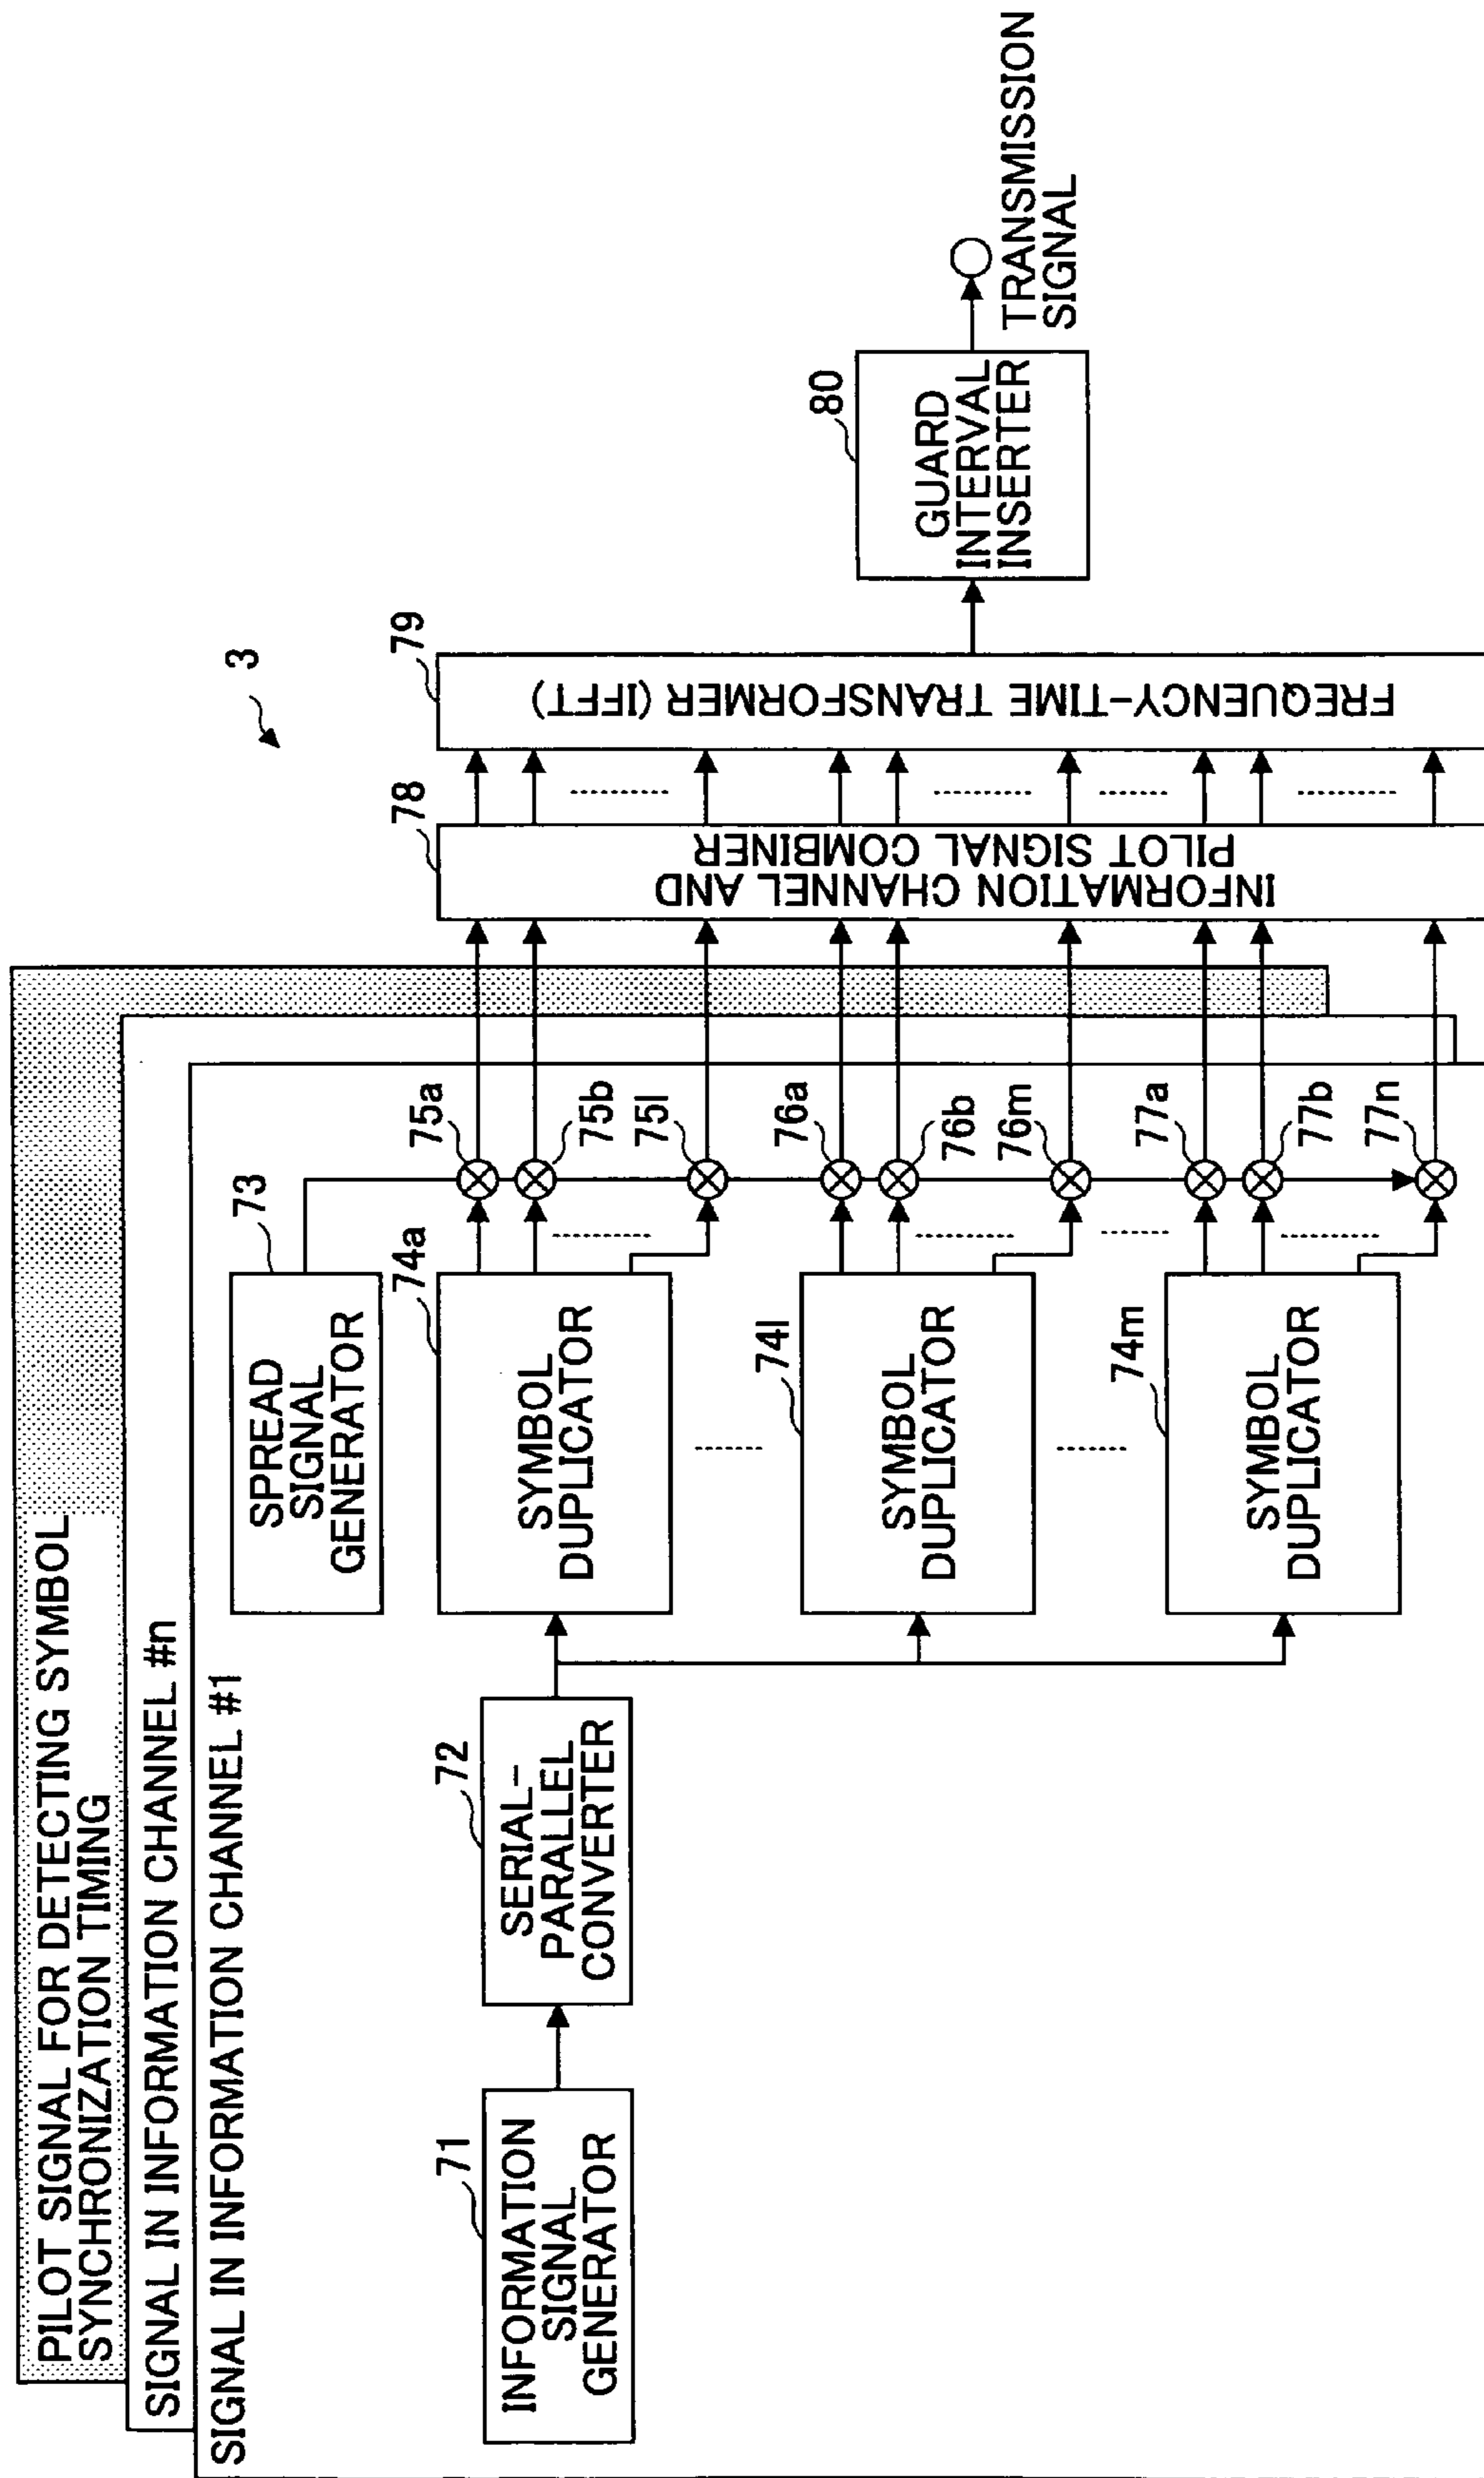 PILOT SIGNAL FOR DETECTING SYMBOL
SYNCHRONIZATION TIMING
SIGNAL IN INFORMATION CHANNEL #n
SIGNAL IN INFORMATION CHANNEL #1
71
INFORMATION
SIGNAL
GENERATOR
72
SERIAL-
PARALLEL
CONVERTER
73
SPREAD
SIGNAL
GENERATOR
74a
SYMBOL
DUPLICATOR
74l
SYMBOL
DUPLICATOR
74m
SYMBOL
DUPLICATOR
75a
75b
75l
76a
76b
76m
77a
77b
77n
78
INFORMATION CHANNEL AND
PILOT SIGNAL COMBINER
3
79
FREQUENCY-TIME TRANSFORMER (IFFT)
80
GUARD
INTERVAL
INSERTER
TRANSMISSION
SIGNAL